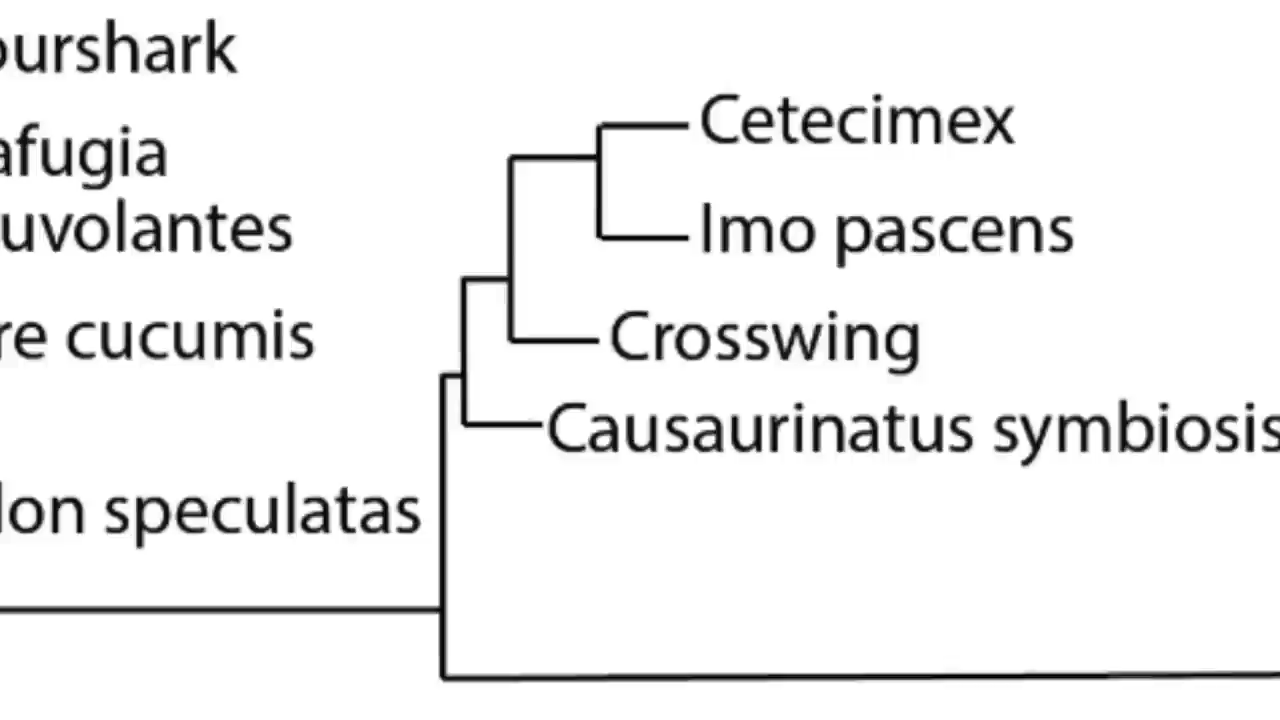 ourshark
Cetecimex
afugia
uvolantes
Imo pascens
re cucumis
Crosswing
Causaurinatus symbiosis
lon speculatas